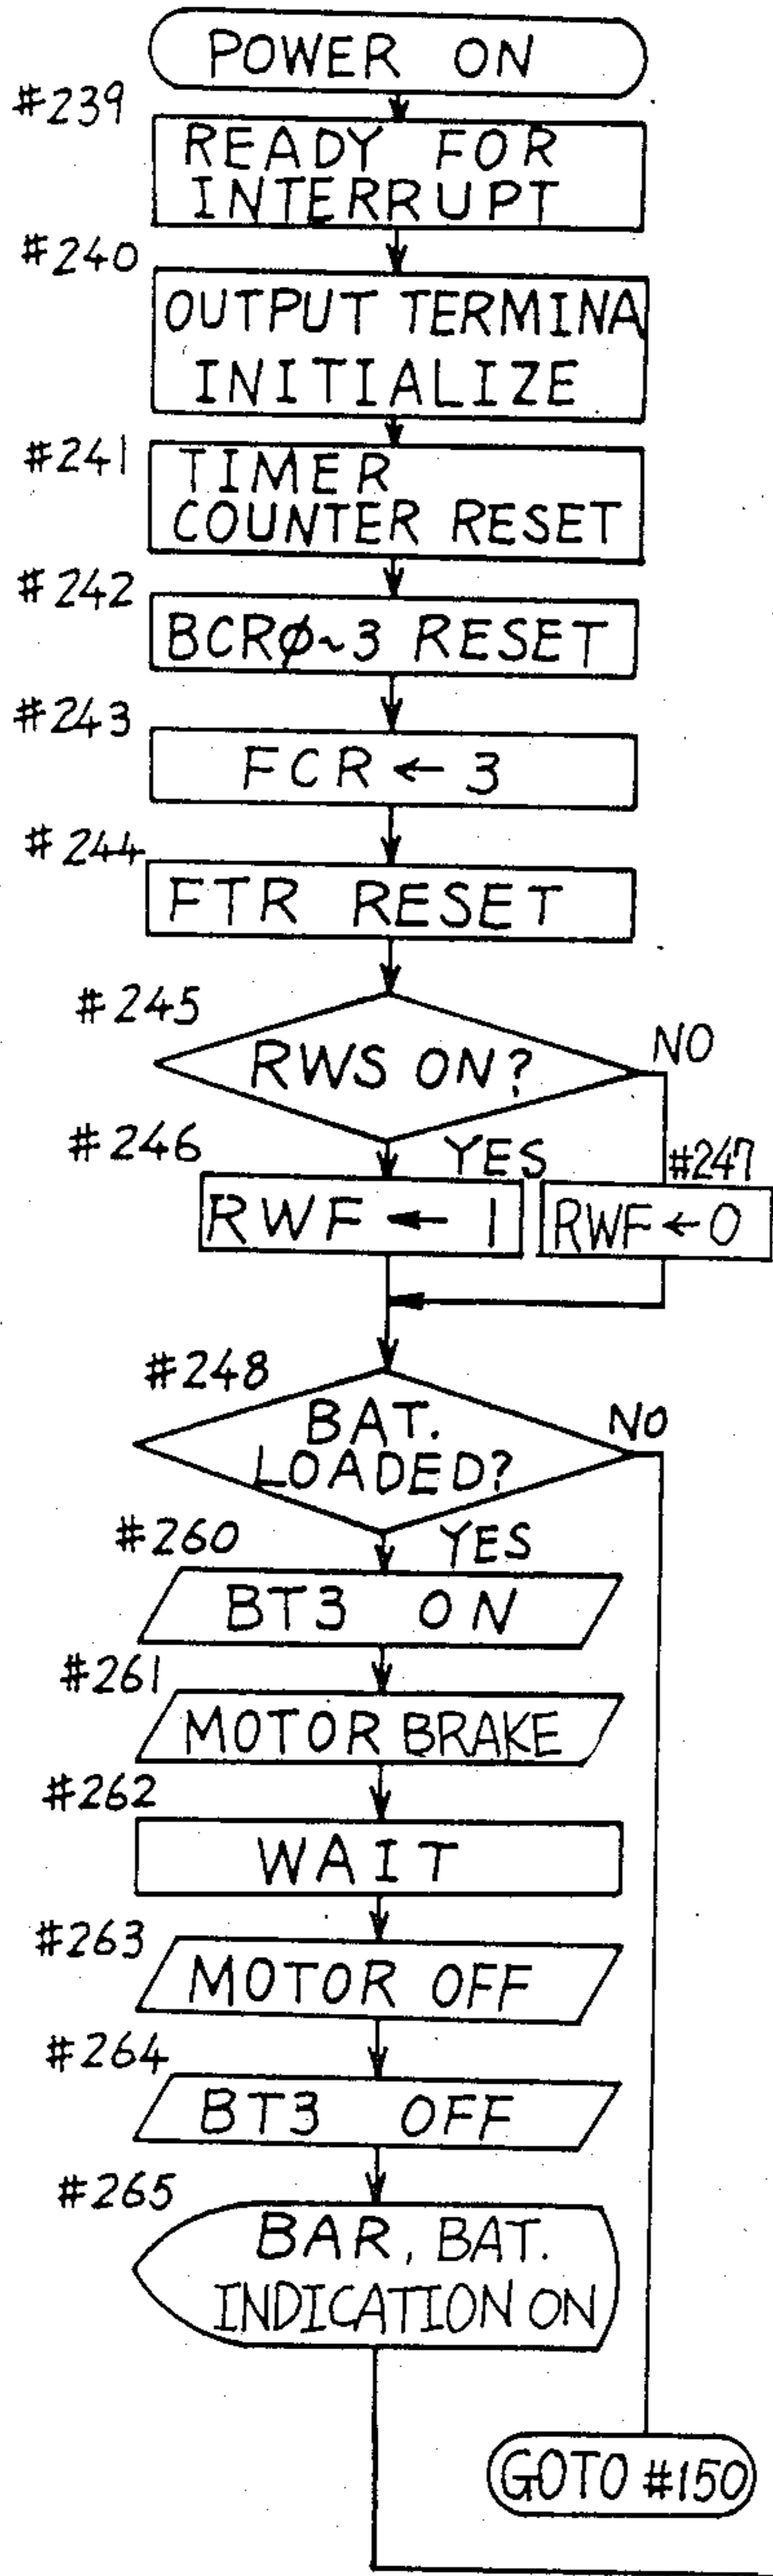 POWER ON
#239
READY FOR
INTERRUPT
#240
OUTPUT TERMINA
INITIALIZE
#241
TIMER
COUNTER RESET
#242
BCRØ~3 RESET
#243
FCR ← 3
#244
FTR RESET
#245
RWS ON?
NO
YES
#246
RWF ← 1
#247
RWF ← 0
#248
BAT.
LOADED?
NO
YES
#260
BT3 ON
#261
MOTOR BRAKE
#262
WAIT
#263
MOTOR OFF
#264
BT3 OFF
#265
BAR, BAT.
INDICATION ON
GOTO #150